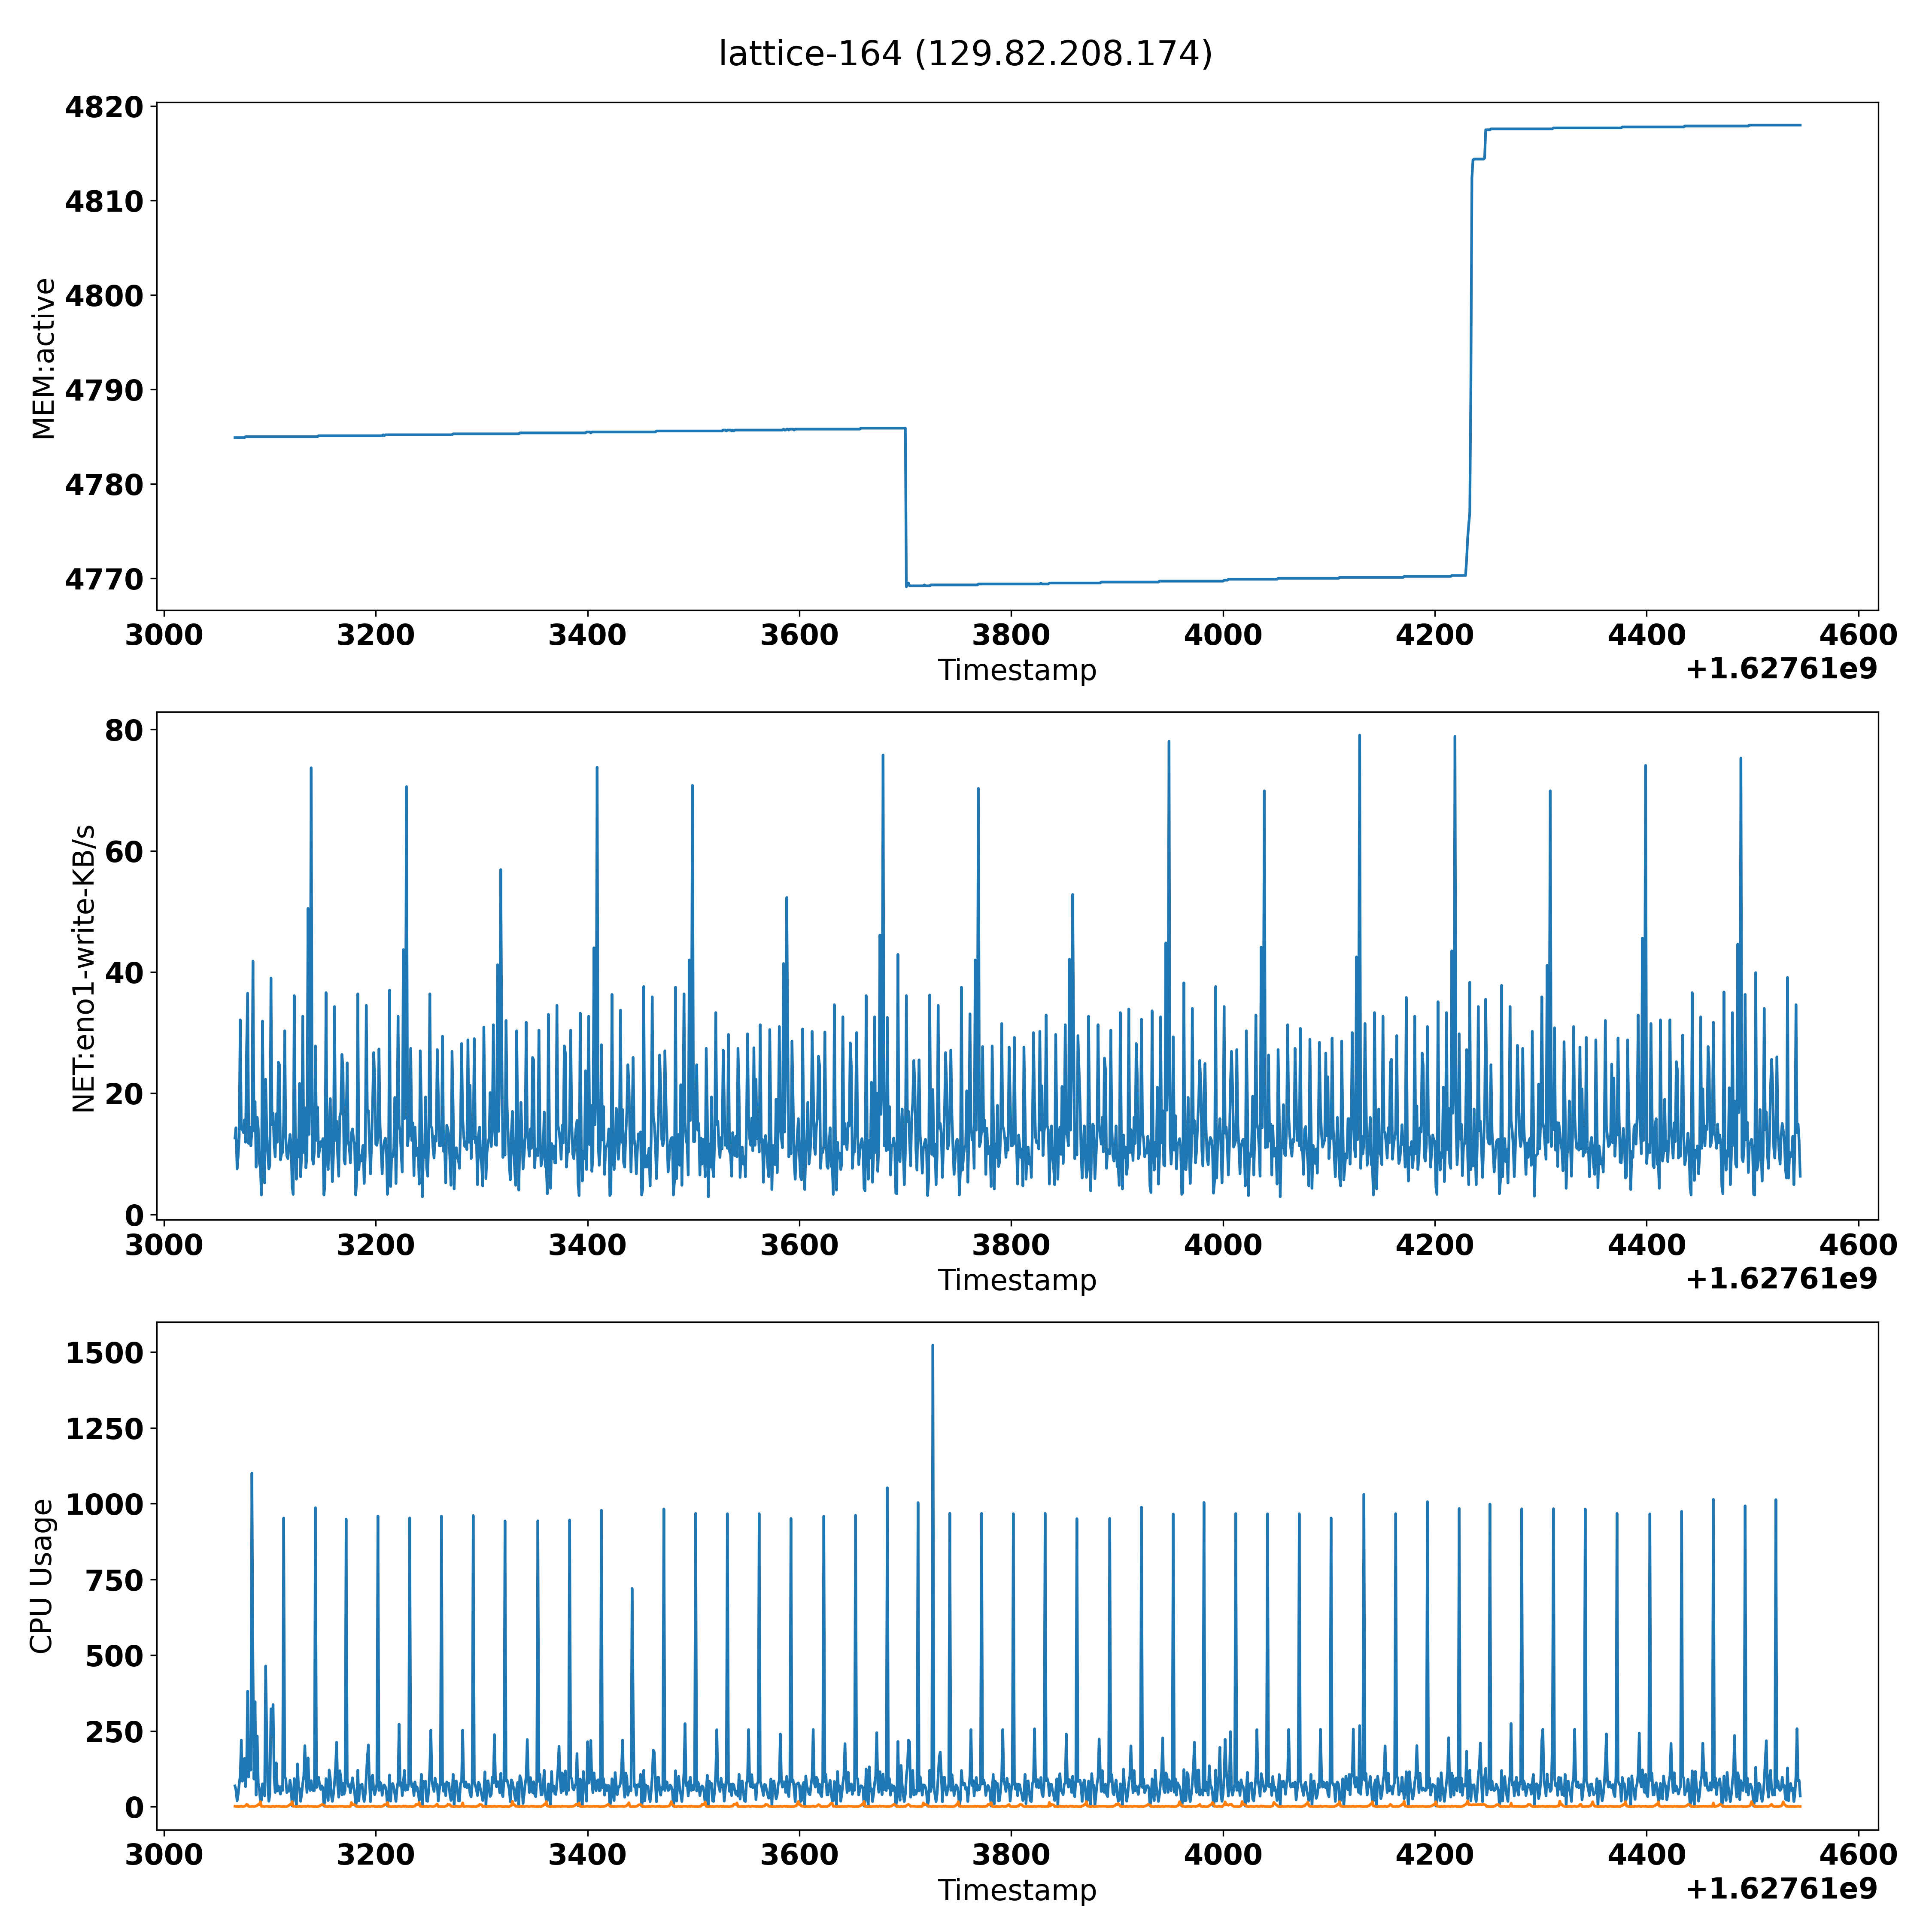 lattice-164 (129.82.208.174)
4820
4810
4800
4790
4780
4770
MEM:active
3000 3200 3400 3600 3800 4000 4200 4400 4600
Timestamp
+1.62761e9
80
60
40
20
0
NET:eno1-write-KB/s
3000 3200 3400 3600 3800 4000 4200 4400 4600
Timestamp
+1.62761e9
1500
1250
1000
750
500
250
0
CPU Usage
3000 3200 3400 3600 3800 4000 4200 4400 4600
Timestamp
+1.62761e9